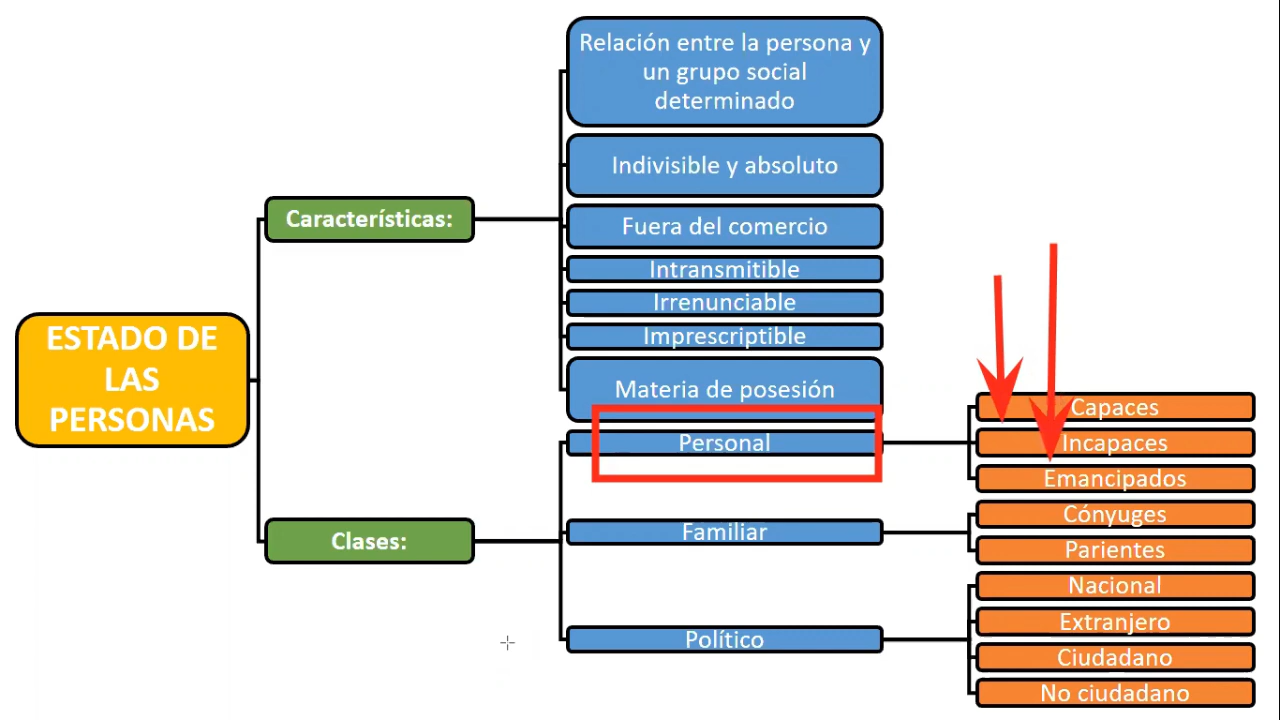 ESTADO DE
LAS
PERSONAS
Características:
Relación entre la persona y
un grupo social
determinado
Indivisible y absoluto
Fuera del comercio
Intransmitible
Irrenunciable
Imprescriptible
Materia de posesión
Clases:
Personal
Capaces
Incapaces
Emancipados
Familiar
Cónyuges
Parientes
Político
Nacional
Extranjero
Ciudadano
No ciudadano